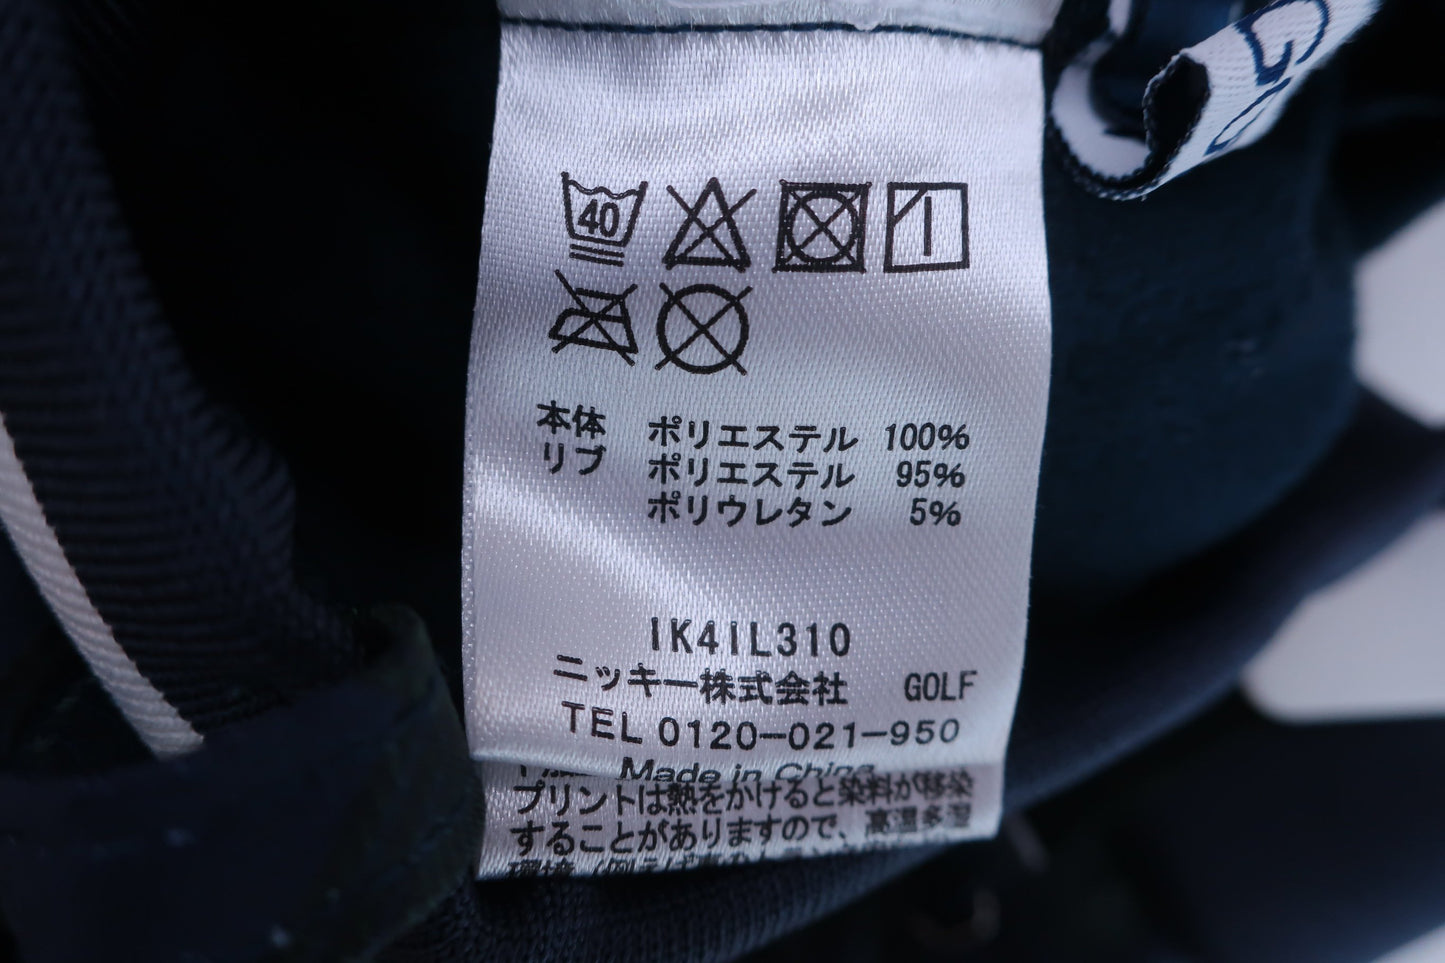 40
本体 ポリエステル 100%
リブ ポリエステル 95%
ポリウレタン 5%
IK4IL310
ニッキー株式会社 GOLF
TEL 0120-021-950
Made in China
プリントは熱をかけると染料が移染
することがありますので、高温多湿